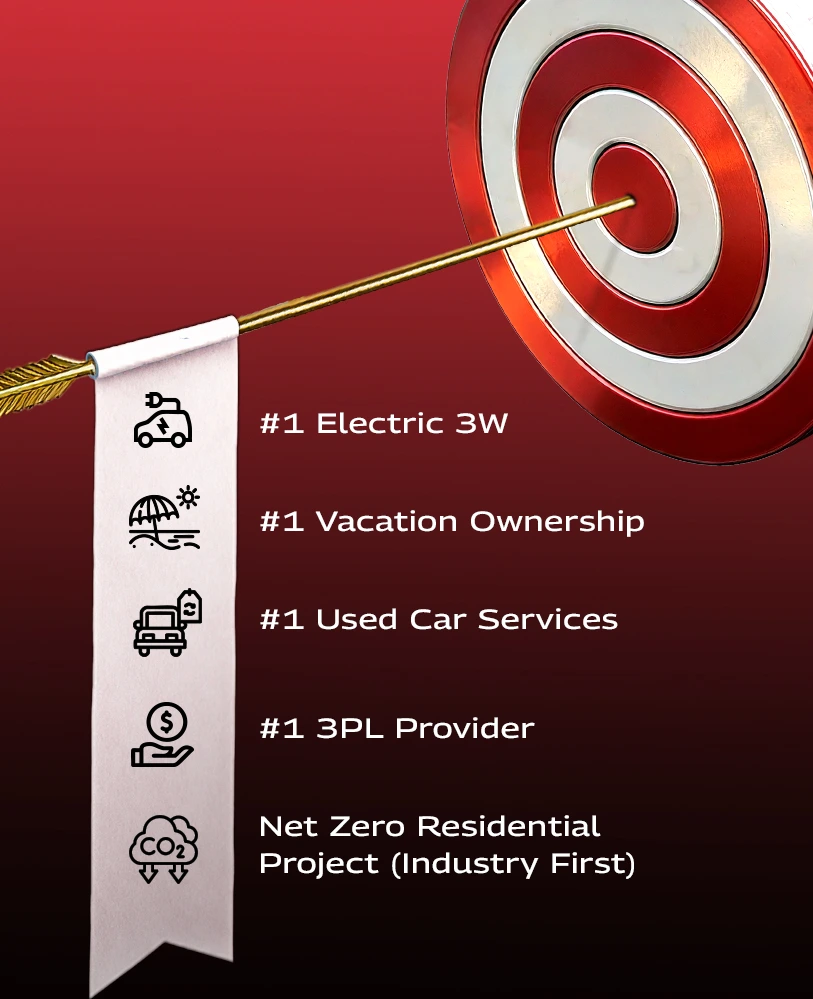 #1 Electric 3W
#1 Vacation Ownership
#1 Used Car Services
#1 3PL Provider
$
CO2
Net Zero Residential
Project (Industry First)